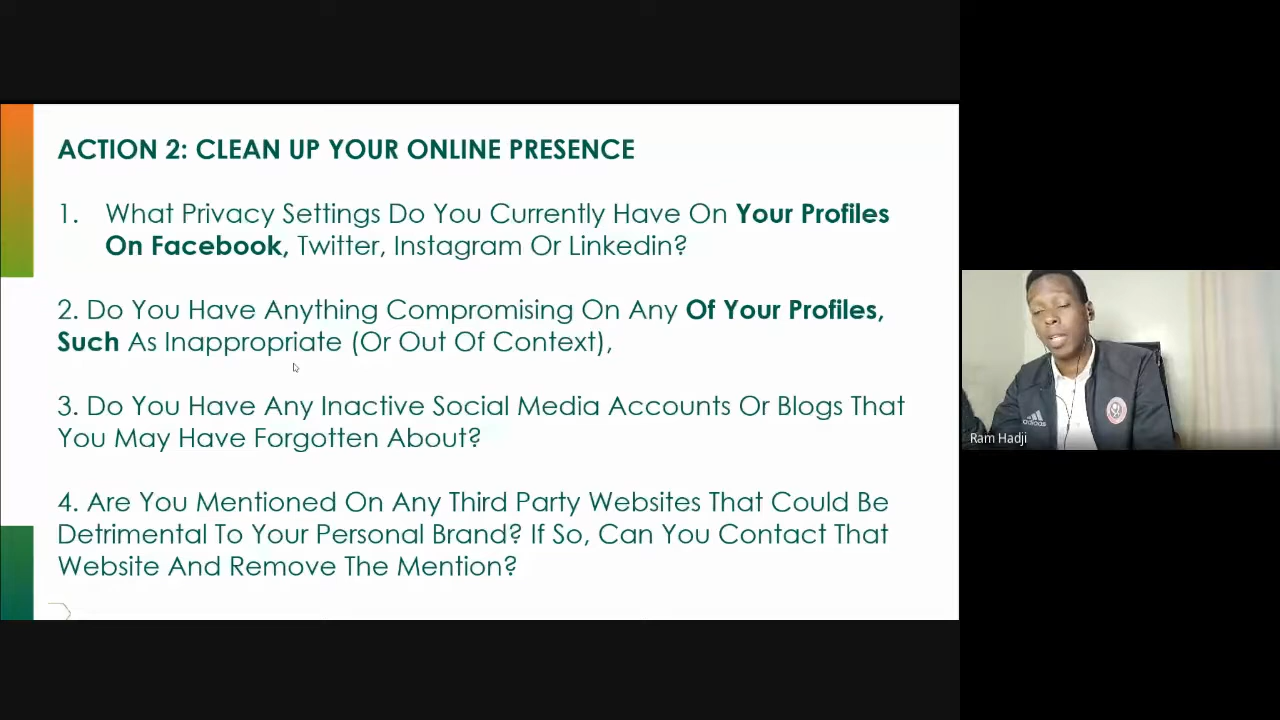 ACTION 2: CLEAN UP YOUR ONLINE PRESENCE
1. What Privacy Settings Do You Currently Have On Your Profiles
On Facebook, Twitter, Instagram Or Linkedin?
2. Do You Have Anything Compromising On Any Of Your Profiles,
Such As Inappropriate (Or Out Of Context),
3. Do You Have Any Inactive Social Media Accounts Or Blogs That
You May Have Forgotten About?
4. Are You Mentioned On Any Third Party Websites That Could Be
Detrimental To Your Personal Brand? If So, Can You Contact That
Website And Remove The Mention?
adidas
Ram Hadji